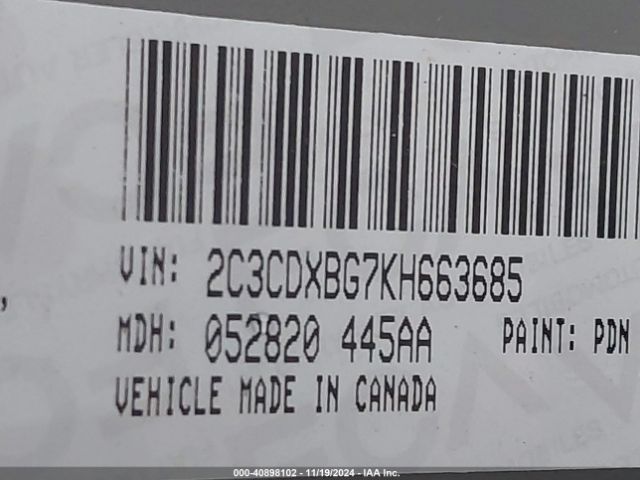 VIN: 2C3CDXBG7KH663685
MDH: 052820 445AA PAINT: PDN
VEHICLE MADE IN CANADA
000-40898102 - 11/19/2024 - IAA Inc.